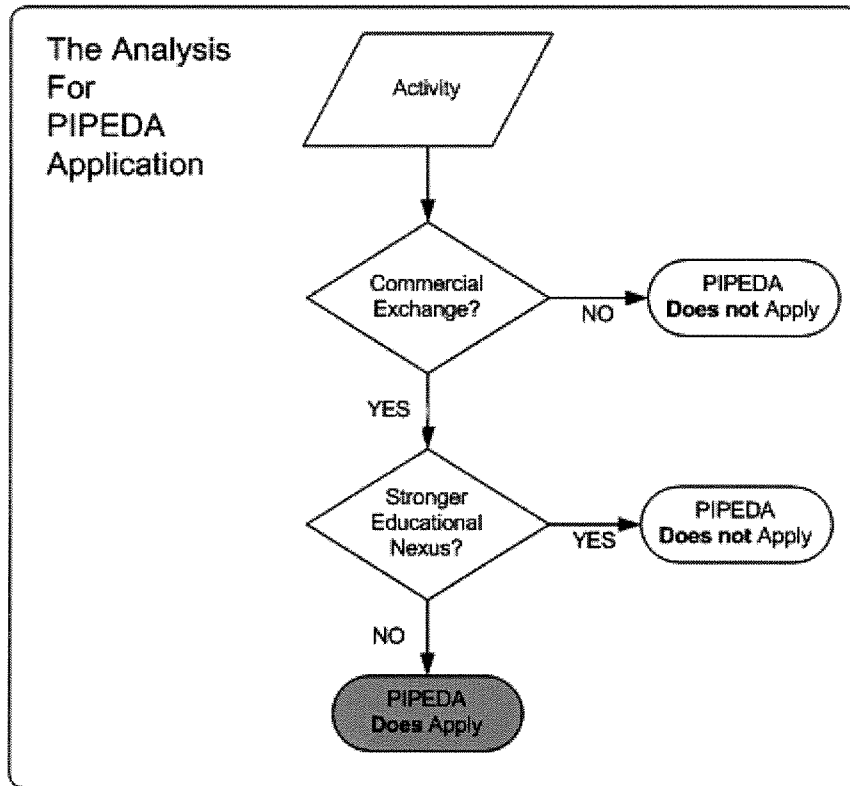 The Analysis
For
PIPEDA
Application
Activity
Commercial
Exchange?
NO
PIPEDA
Does not Apply
YES
Stronger
Educational
Nexus?
YES
PIPEDA
Does not Apply
NO
PIPEDA
Does Apply